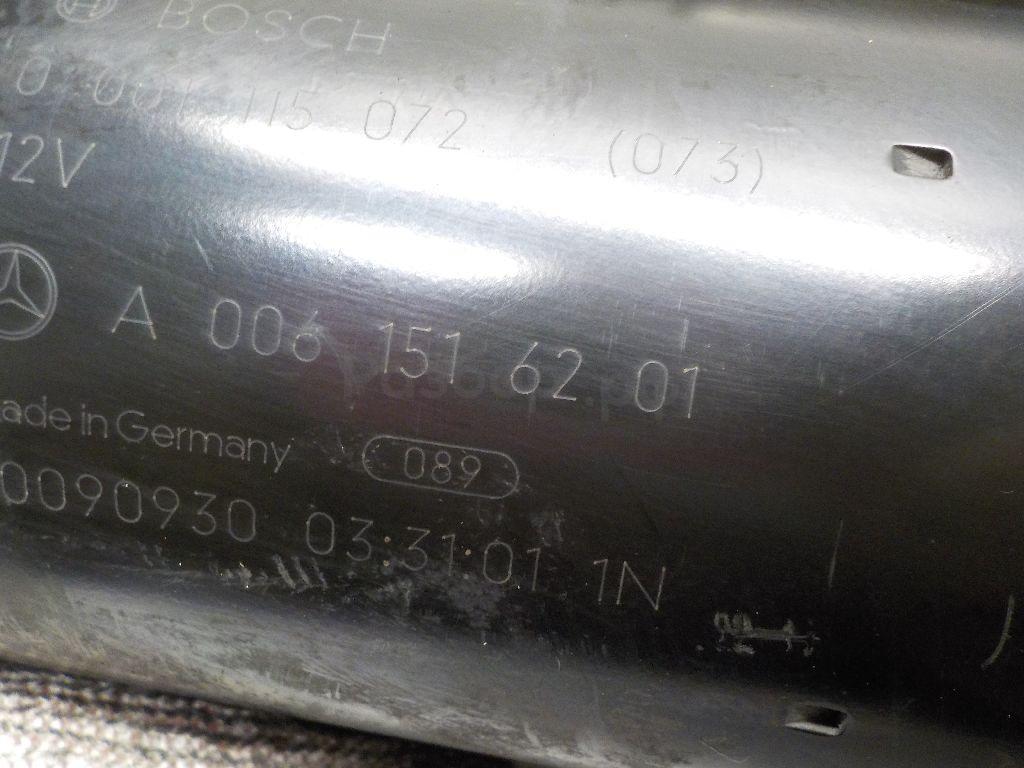 BOSCH
0 001 115 072 (073)
12V
A 006 151 62 01
ade in Germany
089
0090930 03·31·01 1N